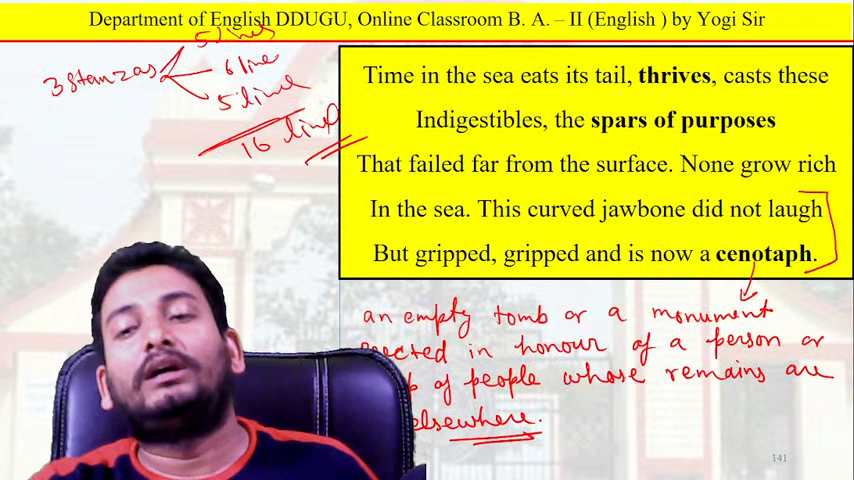 Department of English DDUGU, Online Classroom B. A. – II (English ) by Yogi Sir
3 stanzas
5 lines
6 line
5 line
16 line
Time in the sea eats its tail, thrives, casts these
Indigestibles, the spars of purposes
That failed far from the surface. None grow rich
In the sea. This curved jawbone did not laugh
But gripped, gripped and is now a cenotaph.
an empty tomb or a monument
erected in honour of a person or
p of people whose remains are
elsewhere.
141